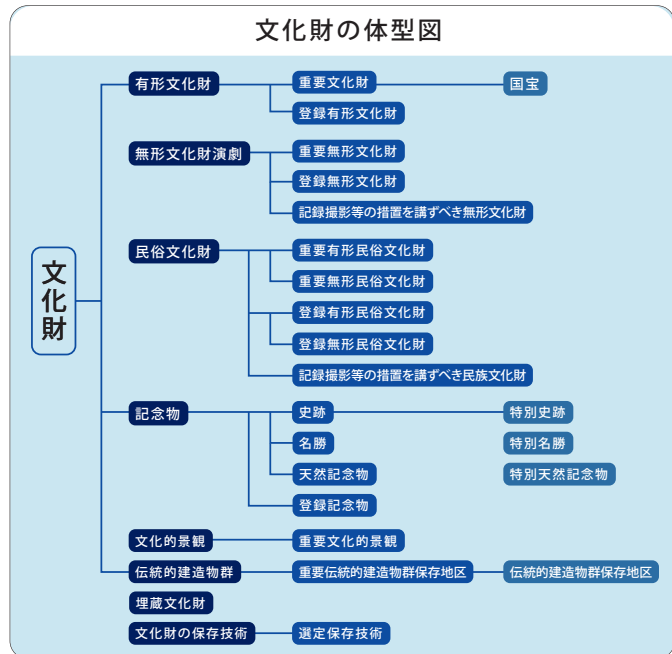 文化財の体型図
文化財
有形文化財
重要文化財
国宝
登録有形文化財
無形文化財演劇
重要無形文化財
登録無形文化財
記録撮影等の措置を講ずべき無形文化財
民俗文化財
重要有形民俗文化財
重要無形民俗文化財
登録有形民俗文化財
登録無形民俗文化財
記録撮影等の措置を講ずべき民族文化財
記念物
史跡
特別史跡
名勝
特別名勝
天然記念物
特別天然記念物
登録記念物
文化的景観
重要文化的景観
伝統的建造物群
重要伝統的建造物群保存地区
伝統的建造物群保存地区
埋蔵文化財
文化財の保存技術
選定保存技術